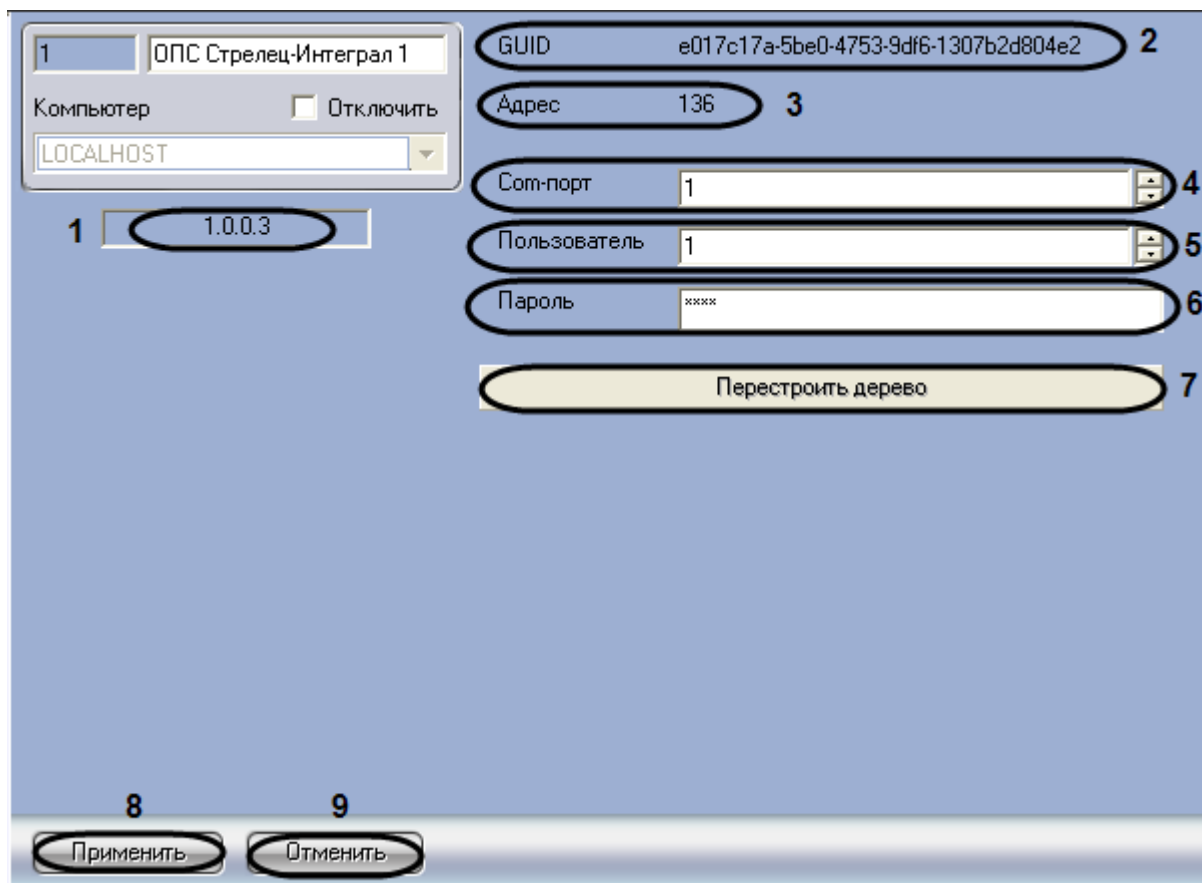 1 ОПС Стрелец-Интеграл 1
Компьютер Отключить
LOCALHOST
1 1.0.0.3
GUID e017c17a-5be0-4753-9df6-1307b2d804e2 2
Адрес 136 3
Com-порт 1 4
Пользователь 1 5
Пароль **** 6
Перестроить дерево 7
8 9
Применить Отменить